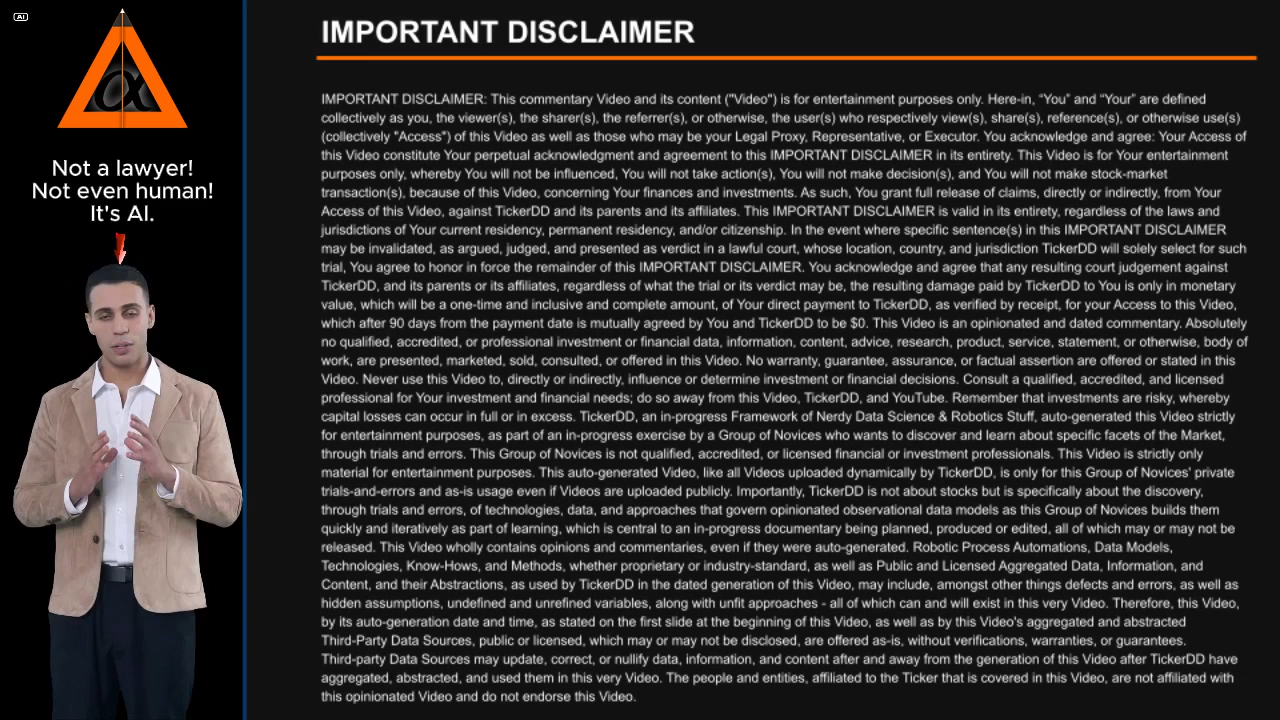 AI
α
Not a lawyer!
Not even human!
It's AI.
IMPORTANT DISCLAIMER
IMPORTANT DISCLAIMER: This commentary Video and its content ("Video") is for entertainment purposes only. Here-in, “You” and “Your” are defined
collectively as you, the viewer(s), the sharer(s), the referrer(s), or otherwise, the user(s) who respectively view(s), share(s), reference(s), or otherwise use(s)
(collectively "Access") of this Video as well as those who may be your Legal Proxy, Representative, or Executor. You acknowledge and agree: Your Access of
this Video constitute Your perpetual acknowledgment and agreement to this IMPORTANT DISCLAIMER in its entirety. This Video is for Your entertainment
purposes only, whereby You will not be influenced, You will not take action(s), You will not make decision(s), and You will not make stock-market
transaction(s), because of this Video, concerning Your finances and investments. As such, You grant full release of claims, directly or indirectly, from Your
Access of this Video, against TickerDD and its parents and its affiliates. This IMPORTANT DISCLAIMER is valid in its entirety, regardless of the laws and
jurisdictions of Your current residency, permanent residency, and/or citizenship. In the event where specific sentence(s) in this IMPORTANT DISCLAIMER
may be invalidated, as argued, judged, and presented as verdict in a lawful court, whose location, country, and jurisdiction TickerDD will solely select for such
trial, You agree to honor in force the remainder of this IMPORTANT DISCLAIMER. You acknowledge and agree that any resulting court judgement against
TickerDD, and its parents or its affiliates, regardless of what the trial or its verdict may be, the resulting damage paid by TickerDD to You is only in monetary
value, which will be a one-time and inclusive and complete amount, of Your direct payment to TickerDD, as verified by receipt, for your Access to this Video,
which after 90 days from the payment date is mutually agreed by You and TickerDD to be $0. This Video is an opinionated and dated commentary. Absolutely
no qualified, accredited, or professional investment or financial data, information, content, advice, research, product, service, statement, or otherwise, body of
work, are presented, marketed, sold, consulted, or offered in this Video. No warranty, guarantee, assurance, or factual assertion are offered or stated in this
Video. Never use this Video to, directly or indirectly, influence or determine investment or financial decisions. Consult a qualified, accredited, and licensed
professional for Your investment and financial needs; do so away from this Video, TickerDD, and YouTube. Remember that investments are risky, whereby
capital losses can occur in full or in excess. TickerDD, an in-progress Framework of Nerdy Data Science & Robotics Stuff, auto-generated this Video strictly
for entertainment purposes, as part of an in-progress exercise by a Group of Novices who wants to discover and learn about specific facets of the Market,
through trials and errors. This Group of Novices is not qualified, accredited, or licensed financial or investment professionals. This Video is strictly only
material for entertainment purposes. This auto-generated Video, like all Videos uploaded dynamically by TickerDD, is only for this Group of Novices' private
trials-and-errors and as-is usage even if Videos are uploaded publicly. Importantly, TickerDD is not about stocks but is specifically about the discovery,
through trials and errors, of technologies, data, and approaches that govern opinionated observational data models as this Group of Novices builds them
quickly and iteratively as part of learning, which is central to an in-progress documentary being planned, produced or edited, all of which may or may not be
released. This Video wholly contains opinions and commentaries, even if they were auto-generated. Robotic Process Automations, Data Models,
Technologies, Know-Hows, and Methods, whether proprietary or industry-standard, as well as Public and Licensed Aggregated Data, Information, and
Content, and their Abstractions, as used by TickerDD in the dated generation of this Video, may include, amongst other things defects and errors, as well as
hidden assumptions, undefined and unrefined variables, along with unfit approaches - all of which can and will exist in this very Video. Therefore, this Video,
by its auto-generation date and time, as stated on the first slide at the beginning of this Video, as well as by this Video's aggregated and abstracted
Third-Party Data Sources, public or licensed, which may or may not be disclosed, are offered as-is, without verifications, warranties, or guarantees.
Third-party Data Sources may update, correct, or nullify data, information, and content after and away from the generation of this Video after TickerDD have
aggregated, abstracted, and used them in this very Video. The people and entities, affiliated to the Ticker that is covered in this Video, are not affiliated with
this opinionated Video and do not endorse this Video.